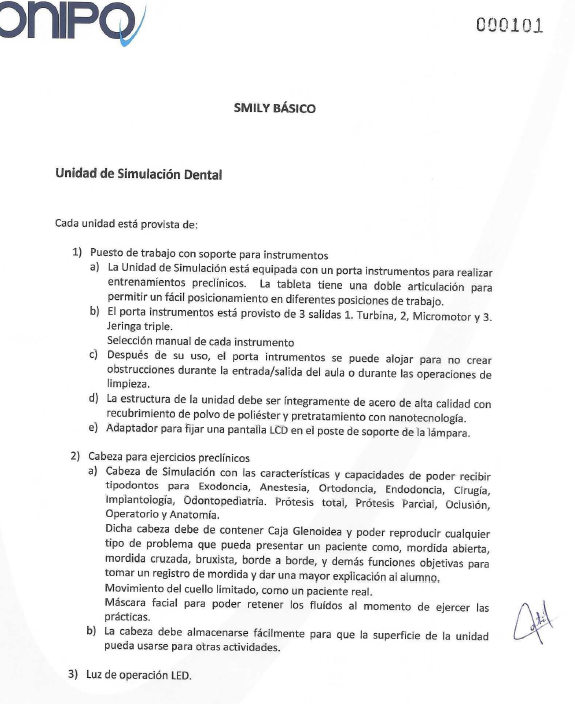 ONIPO
000101
SMILY BÁSICO
Unidad de Simulación Dental
Cada unidad está provista de:
1) Puesto de trabajo con soporte para instrumentos
a) La Unidad de Simulación está equipada con un porta instrumentos para realizar
entrenamientos preclínicos. La tableta tiene una doble articulación para
permitir un fácil posicionamiento en diferentes posiciones de trabajo.
b) El porta instrumentos está provisto de 3 salidas 1. Turbina, 2, Micromotor y 3.
Jeringa triple.
Selección manual de cada instrumento
c) Después de su uso, el porta intrumentos se puede alojar para no crear
obstrucciones durante la entrada/salida del aula o durante las operaciones de
limpieza.
d) La estructura de la unidad debe ser íntegramente de acero de alta calidad con
recubrimiento de polvo de poliéster y pretratamiento con nanotecnología.
e) Adaptador para fijar una pantalla LCD en el poste de soporte de la lámpara.
2) Cabeza para ejercicios preclínicos
a) Cabeza de Simulación con las características y capacidades de poder recibir
tipodontos para Exodoncia, Anestesia, Ortodoncia, Endodoncia, Cirugía,
Implantología, Odontopediatría. Prótesis total, Prótesis Parcial, Oclusión,
Operatorio y Anatomía.
Dicha cabeza debe de contener Caja Glenoidea y poder reproducir cualquier
tipo de problema que pueda presentar un paciente como, mordida abierta,
mordida cruzada, bruxista, borde a borde, y demás funciones objetivas para
tomar un registro de mordida y dar una mayor explicación al alumno.
Movimiento del cuello limitado, como un paciente real.
Máscara facial para poder retener los fluídos al momento de ejercer las
prácticas.
b) La cabeza debe almacenarse fácilmente para que la superficie de la unidad
pueda usarse para otras actividades.
3) Luz de operación LED.